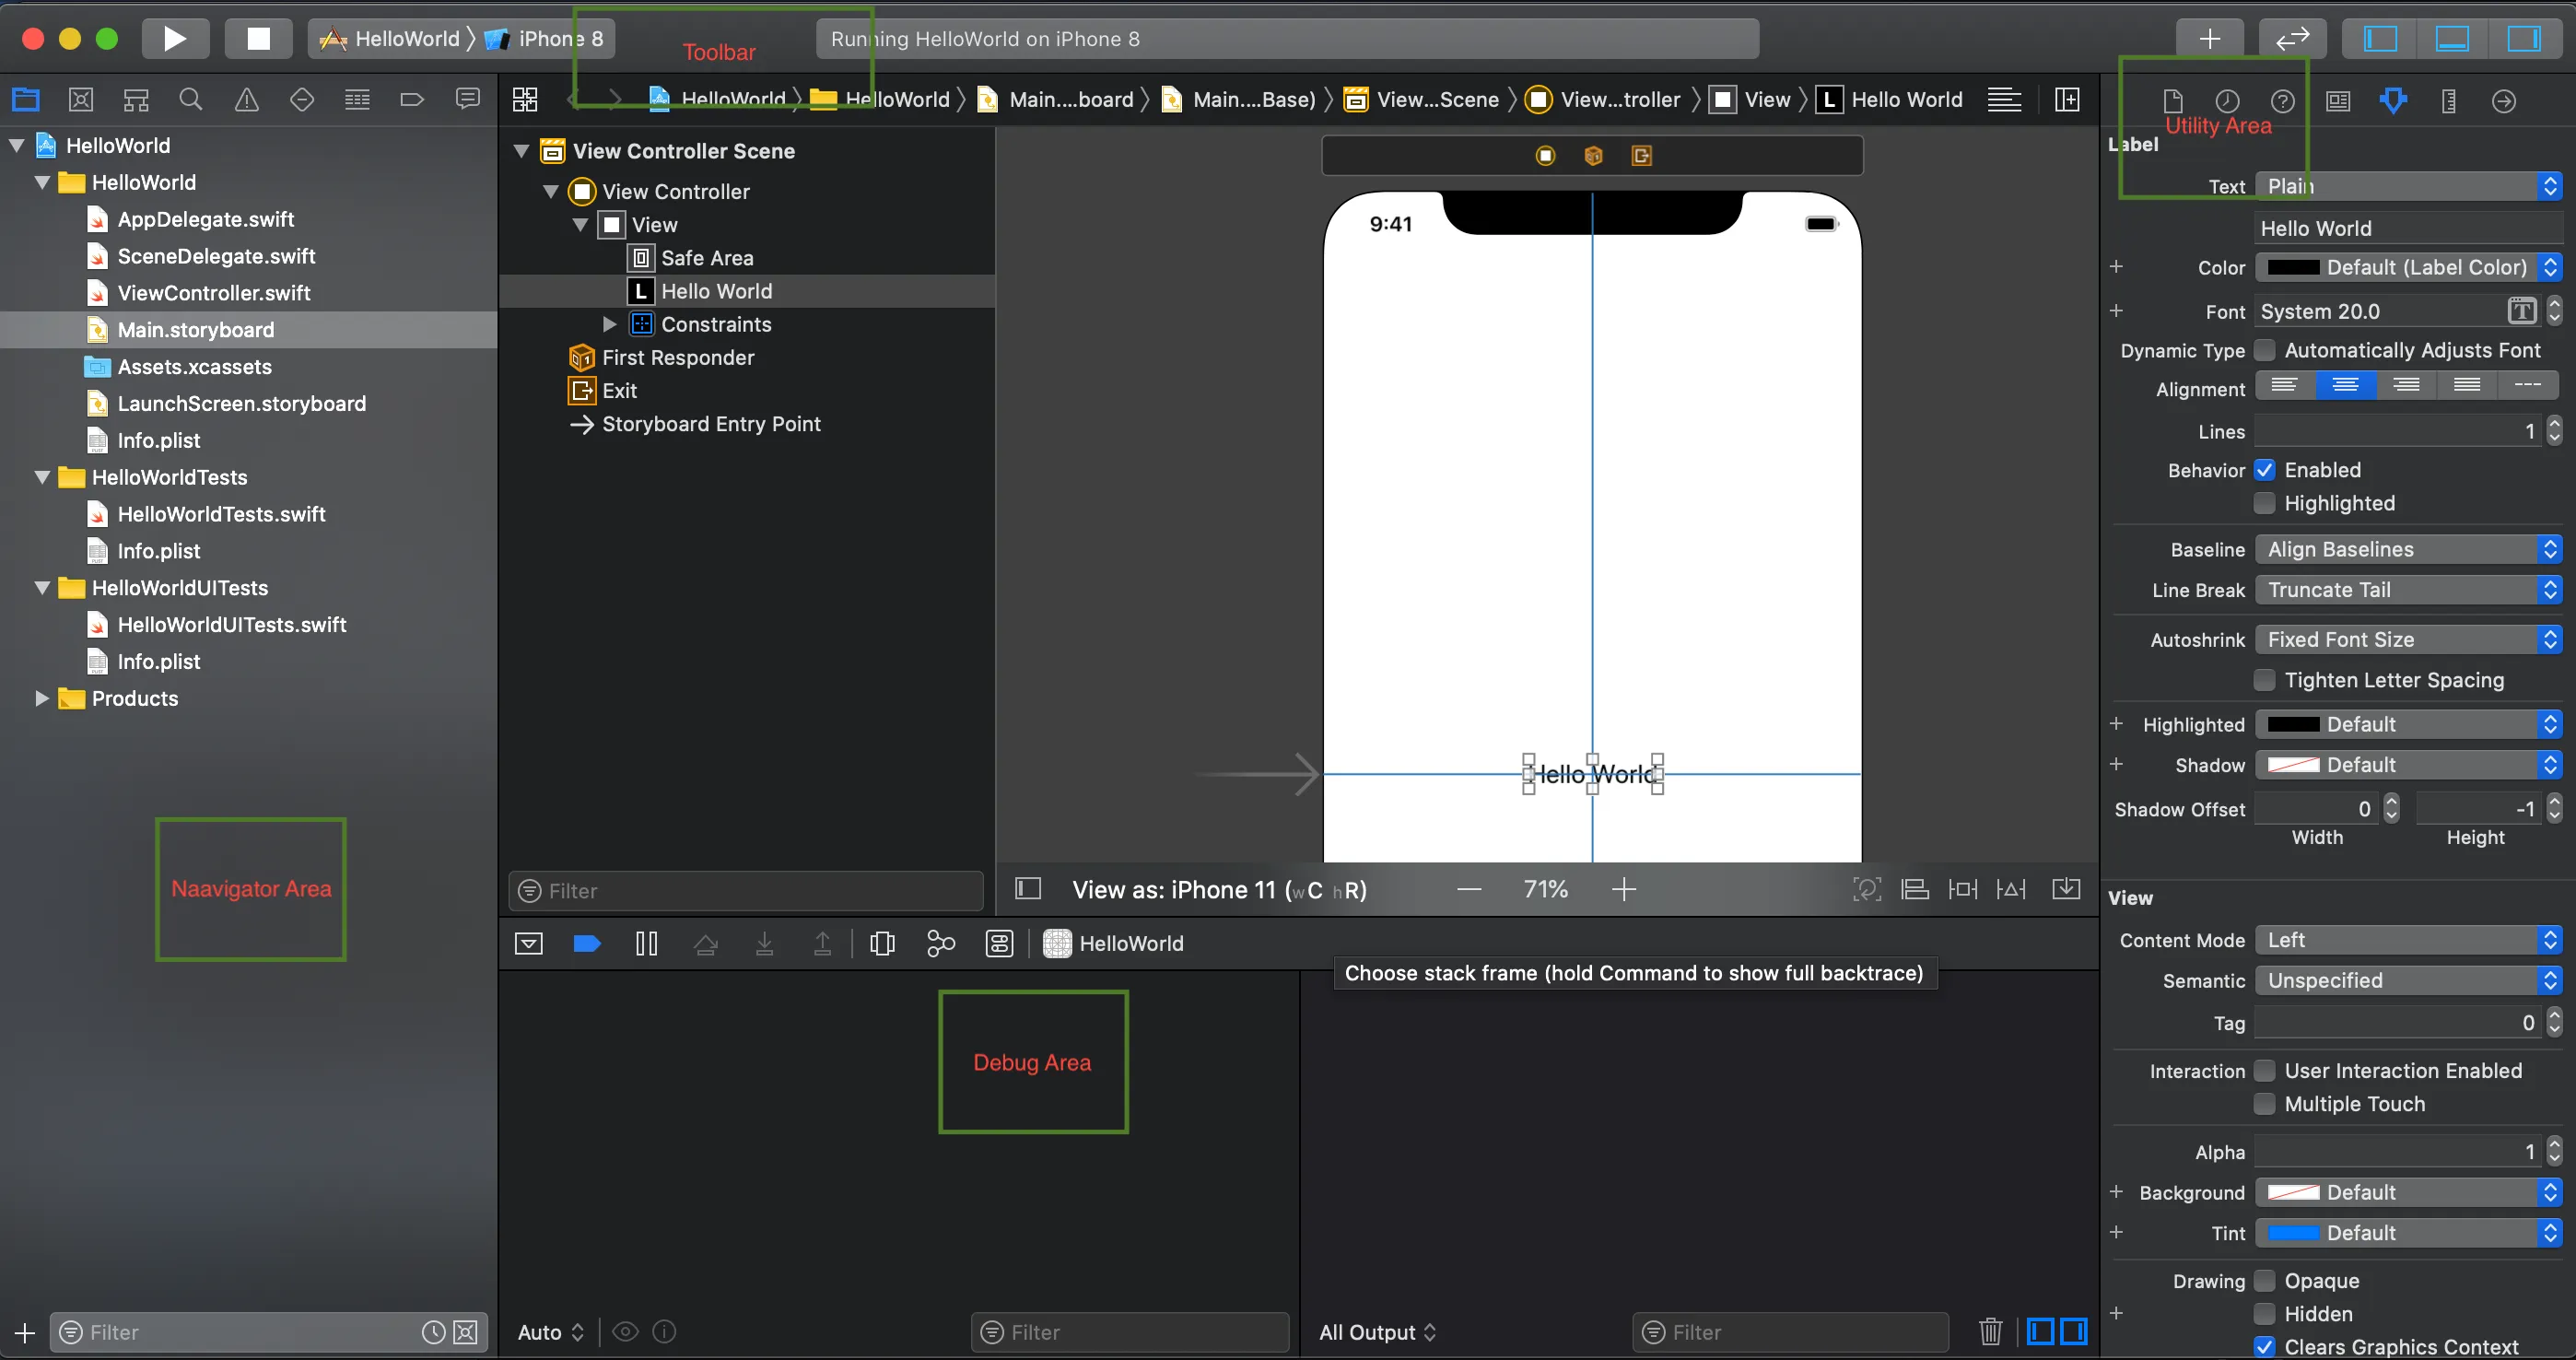 HelloWorld iPhone 8
Toolbar
Running HelloWorld on iPhone 8
HelloWorld HelloWorld Main....board Main....Base) View...Scene View...troller View L Hello World
HelloWorld
HelloWorld
AppDelegate.swift
SceneDelegate.swift
ViewController.swift
Main.storyboard
Assets.xcassets
LaunchScreen.storyboard
Info.plist
HelloWorldTests
HelloWorldTests.swift
Info.plist
HelloWorldUITests
HelloWorldUITests.swift
Info.plist
Products
Naavigator Area
Filter
View Controller Scene
View Controller
View
Safe Area
L Hello World
Constraints
First Responder
Exit
Storyboard Entry Point
Filter
9:41
Hello World
View as: iPhone 11 (wC hR)
71%
HelloWorld
Choose stack frame (hold Command to show full backtrace)
Debug Area
Auto
Filter
All Output
Filter
Utility Area
Label
Text Plain
Hello World
Color Default (Label Color)
Font System 20.0
Dynamic Type Automatically Adjusts Font
Alignment
Lines 1
Behavior Enabled
Highlighted
Baseline Align Baselines
Line Break Truncate Tail
Autoshrink Fixed Font Size
Tighten Letter Spacing
Highlighted Default
Shadow Default
Shadow Offset 0 -1
Width Height
View
Content Mode Left
Semantic Unspecified
Tag 0
Interaction User Interaction Enabled
Multiple Touch
Alpha 1
Background Default
Tint Default
Drawing Opaque
Hidden
Clears Graphics Context